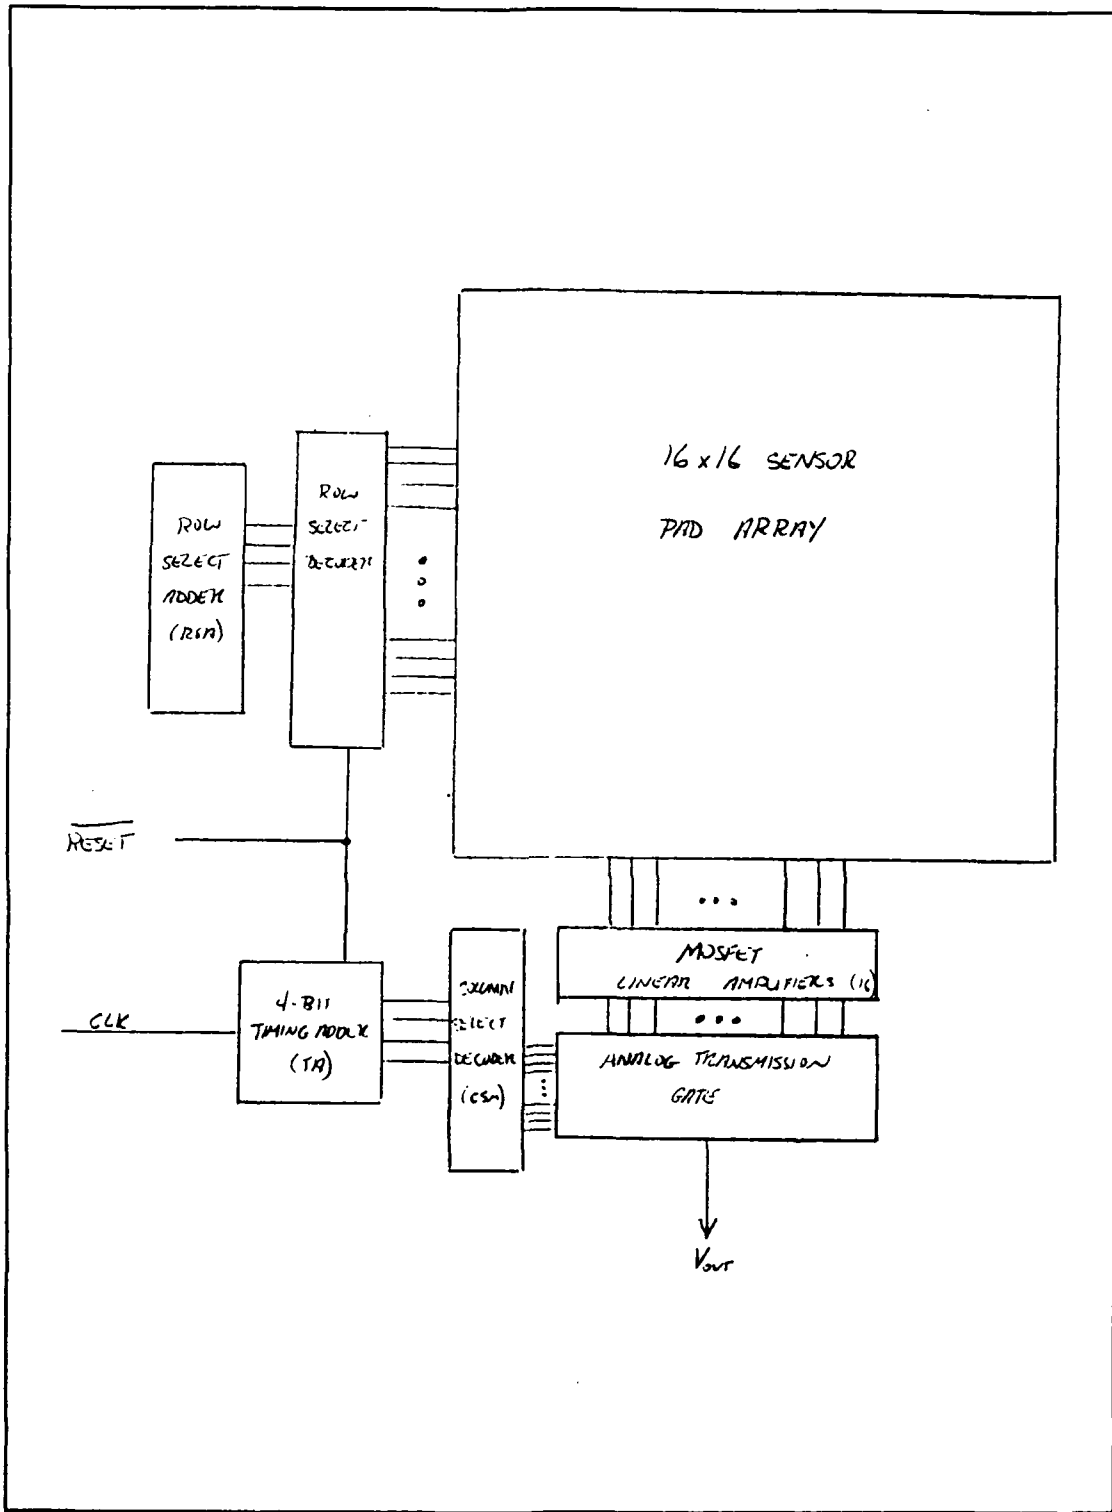 16 x 16 SENSOR
PAD ARRAY
ROW
SELECT
DECODER
ROW
SELECT
ADDER
(RSA)
RESET
MOSFET
LINEAR AMPLIFIERS (16)
CLK
4-BIT
TIMING ADDER
(TA)
COLUMN
SELECT
DECODER
ANALOG TRANSMISSION
GATE
VOUT